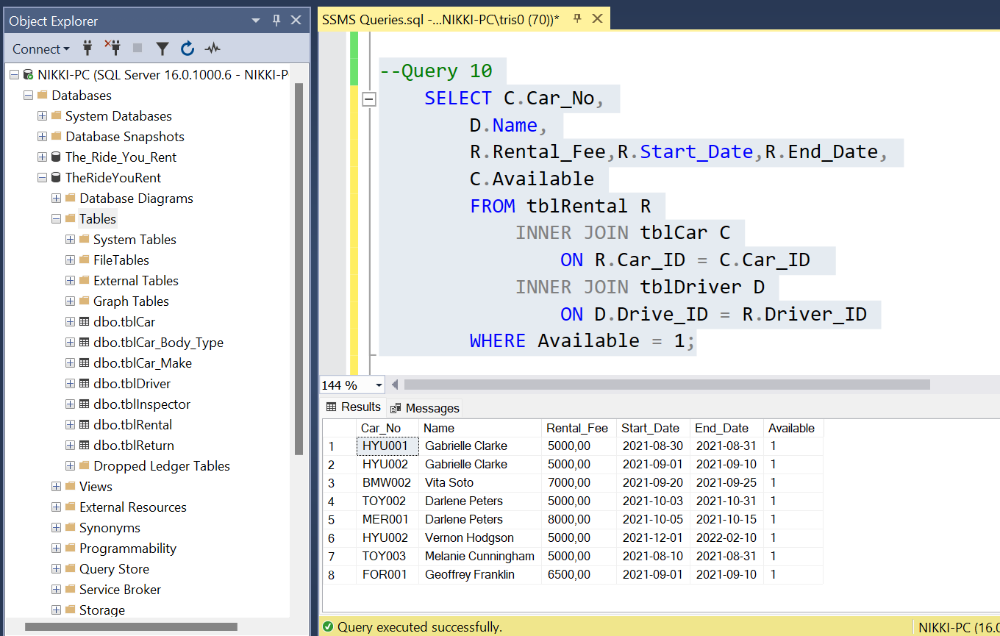 Object Explorer
Connect
NIKKI-PC (SQL Server 16.0.1000.6 - NIKKI-P
Databases
System Databases
Database Snapshots
The_Ride_You_Rent
TheRideYouRent
Database Diagrams
Tables
System Tables
FileTables
External Tables
Graph Tables
dbo.tblCar
dbo.tblCar_Body_Type
dbo.tblCar_Make
dbo.tblDriver
dbo.tblInspector
dbo.tblRental
dbo.tblReturn
Dropped Ledger Tables
Views
External Resources
Synonyms
Programmability
Query Store
Service Broker
Storage
SSMS Queries.sql -...NIKKI-PC\tris0 (70))*
--Query 10
SELECT C.Car_No,
D.Name,
R.Rental_Fee,R.Start_Date,R.End_Date,
C.Available
FROM tblRental R
INNER JOIN tblCar C
ON R.Car_ID = C.Car_ID
INNER JOIN tblDriver D
ON D.Drive_ID = R.Driver_ID
WHERE Available = 1;
144 %
Results Messages
Car_No Name Rental_Fee Start_Date End_Date Available
1 HYU001 Gabrielle Clarke 5000,00 2021-08-30 2021-08-31 1
2 HYU002 Gabrielle Clarke 5000,00 2021-09-01 2021-09-10 1
3 BMW002 Vita Soto 7000,00 2021-09-20 2021-09-25 1
4 TOY002 Darlene Peters 5000,00 2021-10-03 2021-10-31 1
5 MER001 Darlene Peters 8000,00 2021-10-05 2021-10-15 1
6 HYU002 Vernon Hodgson 5000,00 2021-12-01 2022-02-10 1
7 TOY003 Melanie Cunningham 5000,00 2021-08-10 2021-08-31 1
8 FOR001 Geoffrey Franklin 6500,00 2021-09-01 2021-09-10 1
Query executed successfully. NIKKI-PC (16.0